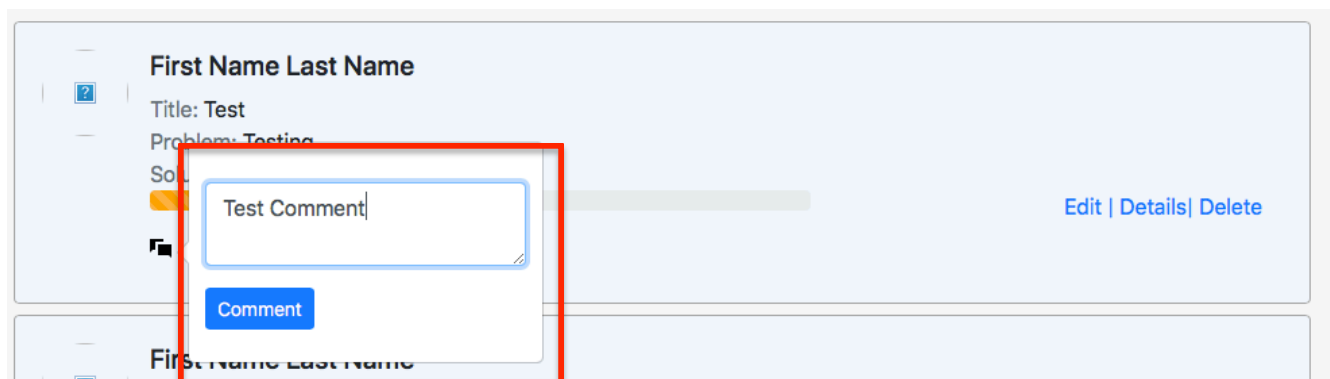 First Name Last Name
Title: Test
Problem: Testing
Test Comment
Edit | Details| Delete
Comment
First Name Last Name